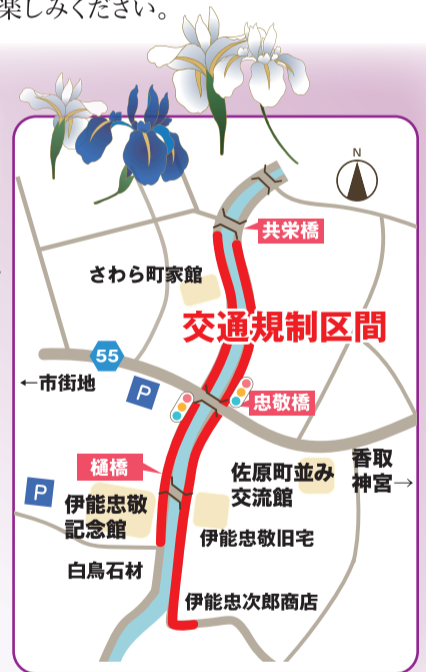 楽しみください。
N
共栄橋
さわら町家館
交通規制区間
55
←市街地
P
忠敬橋
樋橋
香取
神宮→
佐原町並み
交流館
P
伊能忠敬
記念館
伊能忠敬旧宅
白鳥石材
伊能忠次郎商店